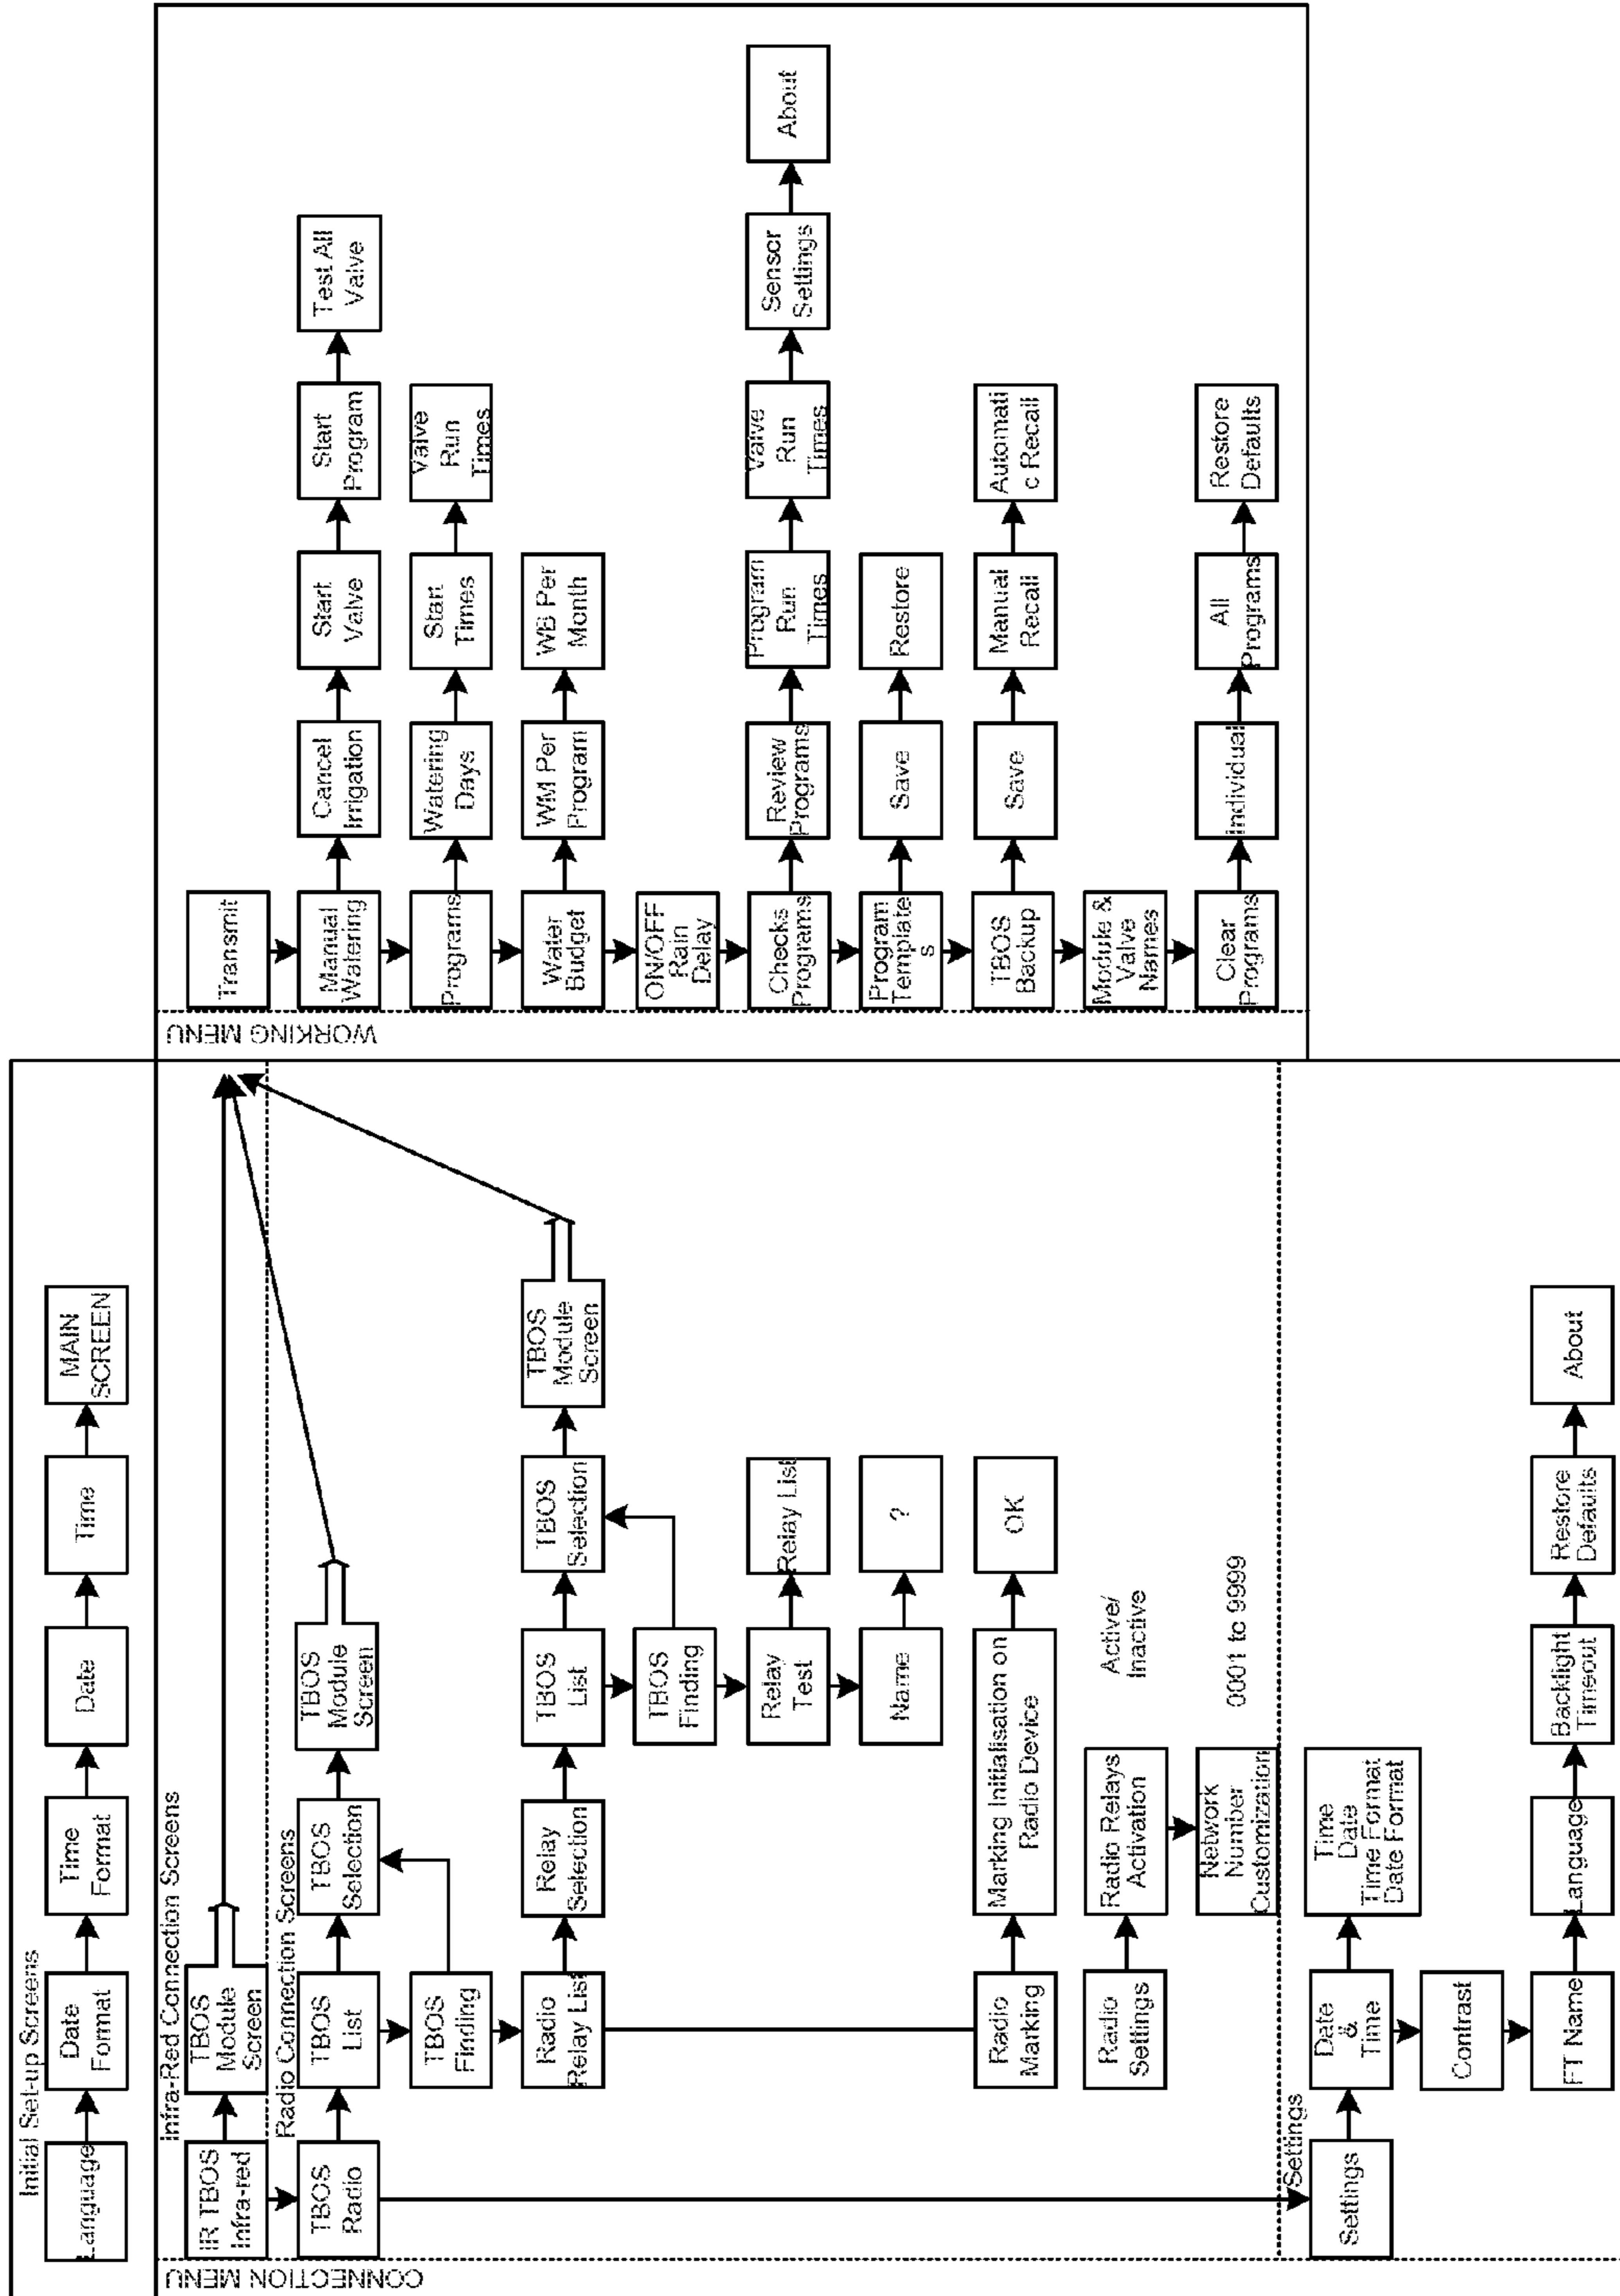 Initial Set-up Screens
Language
Date
Format
Time
Format
Date
Time
MAIN
SCREEN
CONNECTION MENU
Infra-Red Connection Screens
IR TBOS
Infra-red
TBOS
Module
Screen
Radio Connection Screens
TBOS
Radio
TBOS
List
TBOS
Selection
TBOS
Module
Screen
TBOS
Finding
Radio
Relay List
Relay
Selection
TBOS
List
TBOS
Selection
TBOS
Module
Screen
TBOS
Finding
Relay
Test
Relay List
Name
?
Radio
Marking
Marking Initialisation on
Radio Device
OK
Radio
Settings
Radio Relays
Activation
Active/
Inactive
Network
Number
Customization
0001 to 9999
Settings
Settings
Date
&
Time
Time
Date
Time Format
Date Format
Contrast
FT Name
Language
Backlight
Timeout
Restore
Defaults
About
WORKING MENU
Transmit
Manual
Watering
Cancel
Irrigation
Start
Valve
Start
Program
Test All
Valve
Programs
Watering
Days
Start
Times
Valve
Run
Times
Water
Budget
WM Per
Program
WB Per
Month
ON/OFF
Rain
Delay
Checks
Programs
Review
Programs
Program
Run
Times
Valve
Run
Times
Sensor
Settings
About
Program
Template
s
Save
Restore
TBOS
Backup
Save
Manual
Recall
Automati
c Recall
Module &
Valve
Names
Clear
Programs
Individual
All
Programs
Restore
Defaults